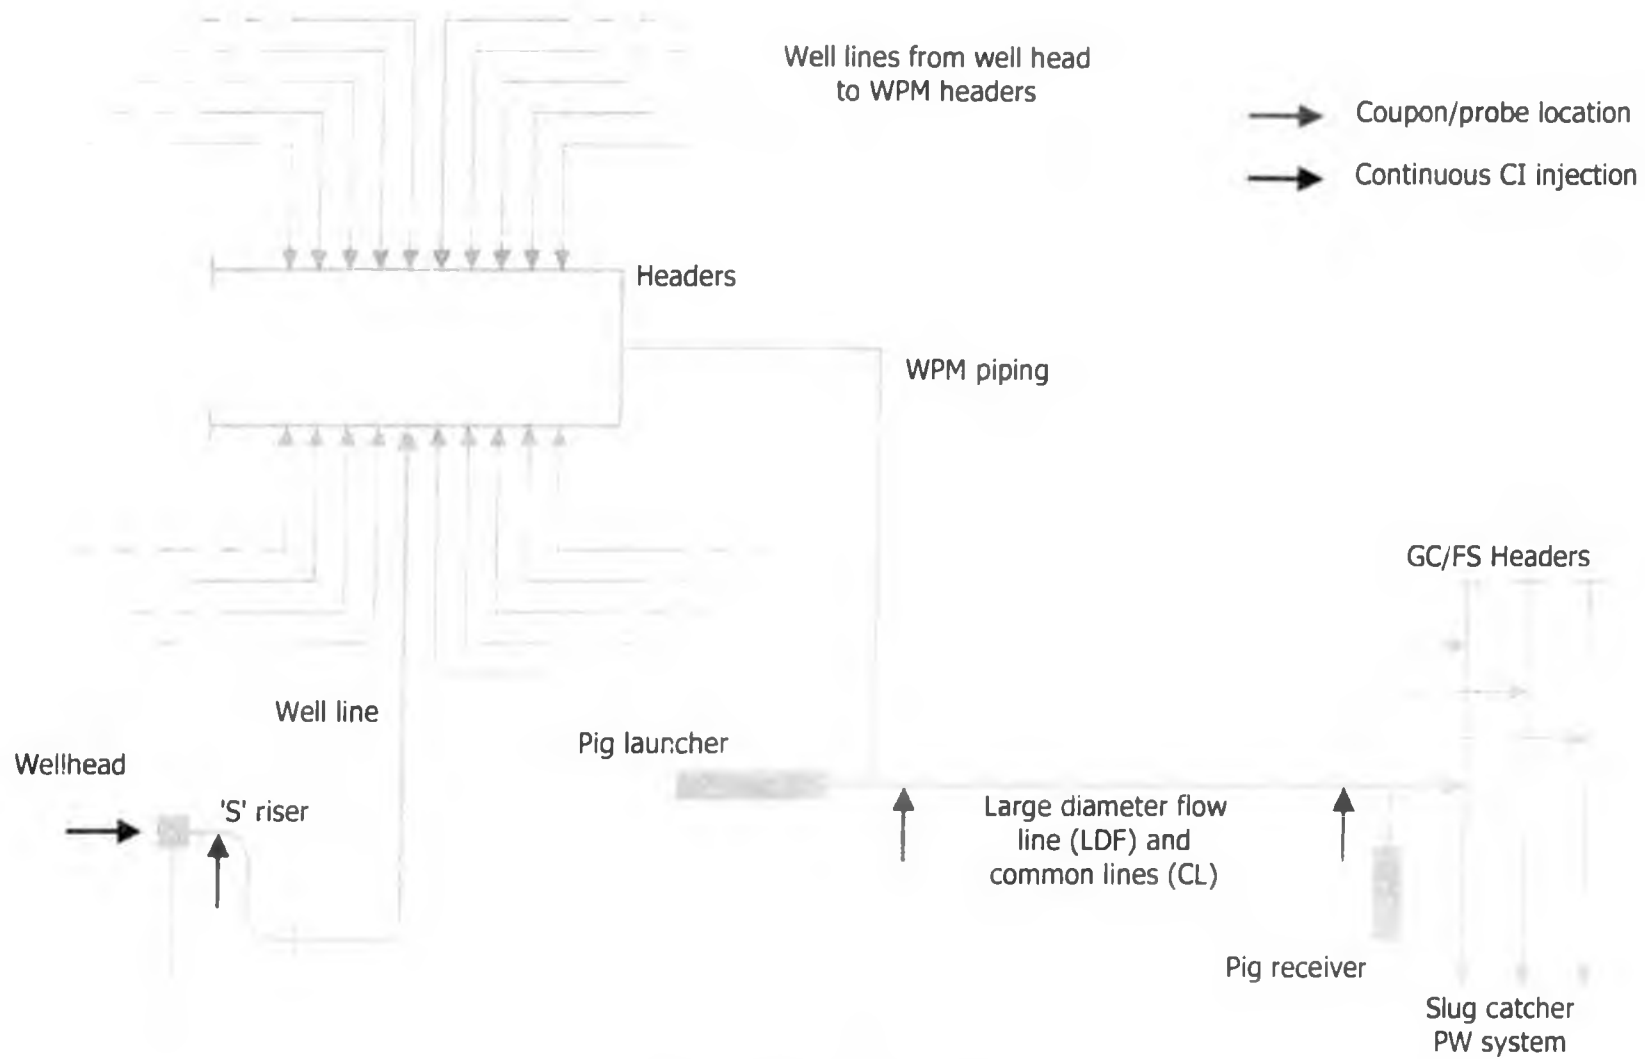 Well lines from well head
to WPM headers
Coupon/probe location
Continuous CI injection
Headers
WPM piping
GC/FS Headers
Well line
Pig launcher
Wellhead
'S' riser
Large diameter flow
line (LDF) and
common lines (CL)
Pig receiver
Slug catcher
PW system